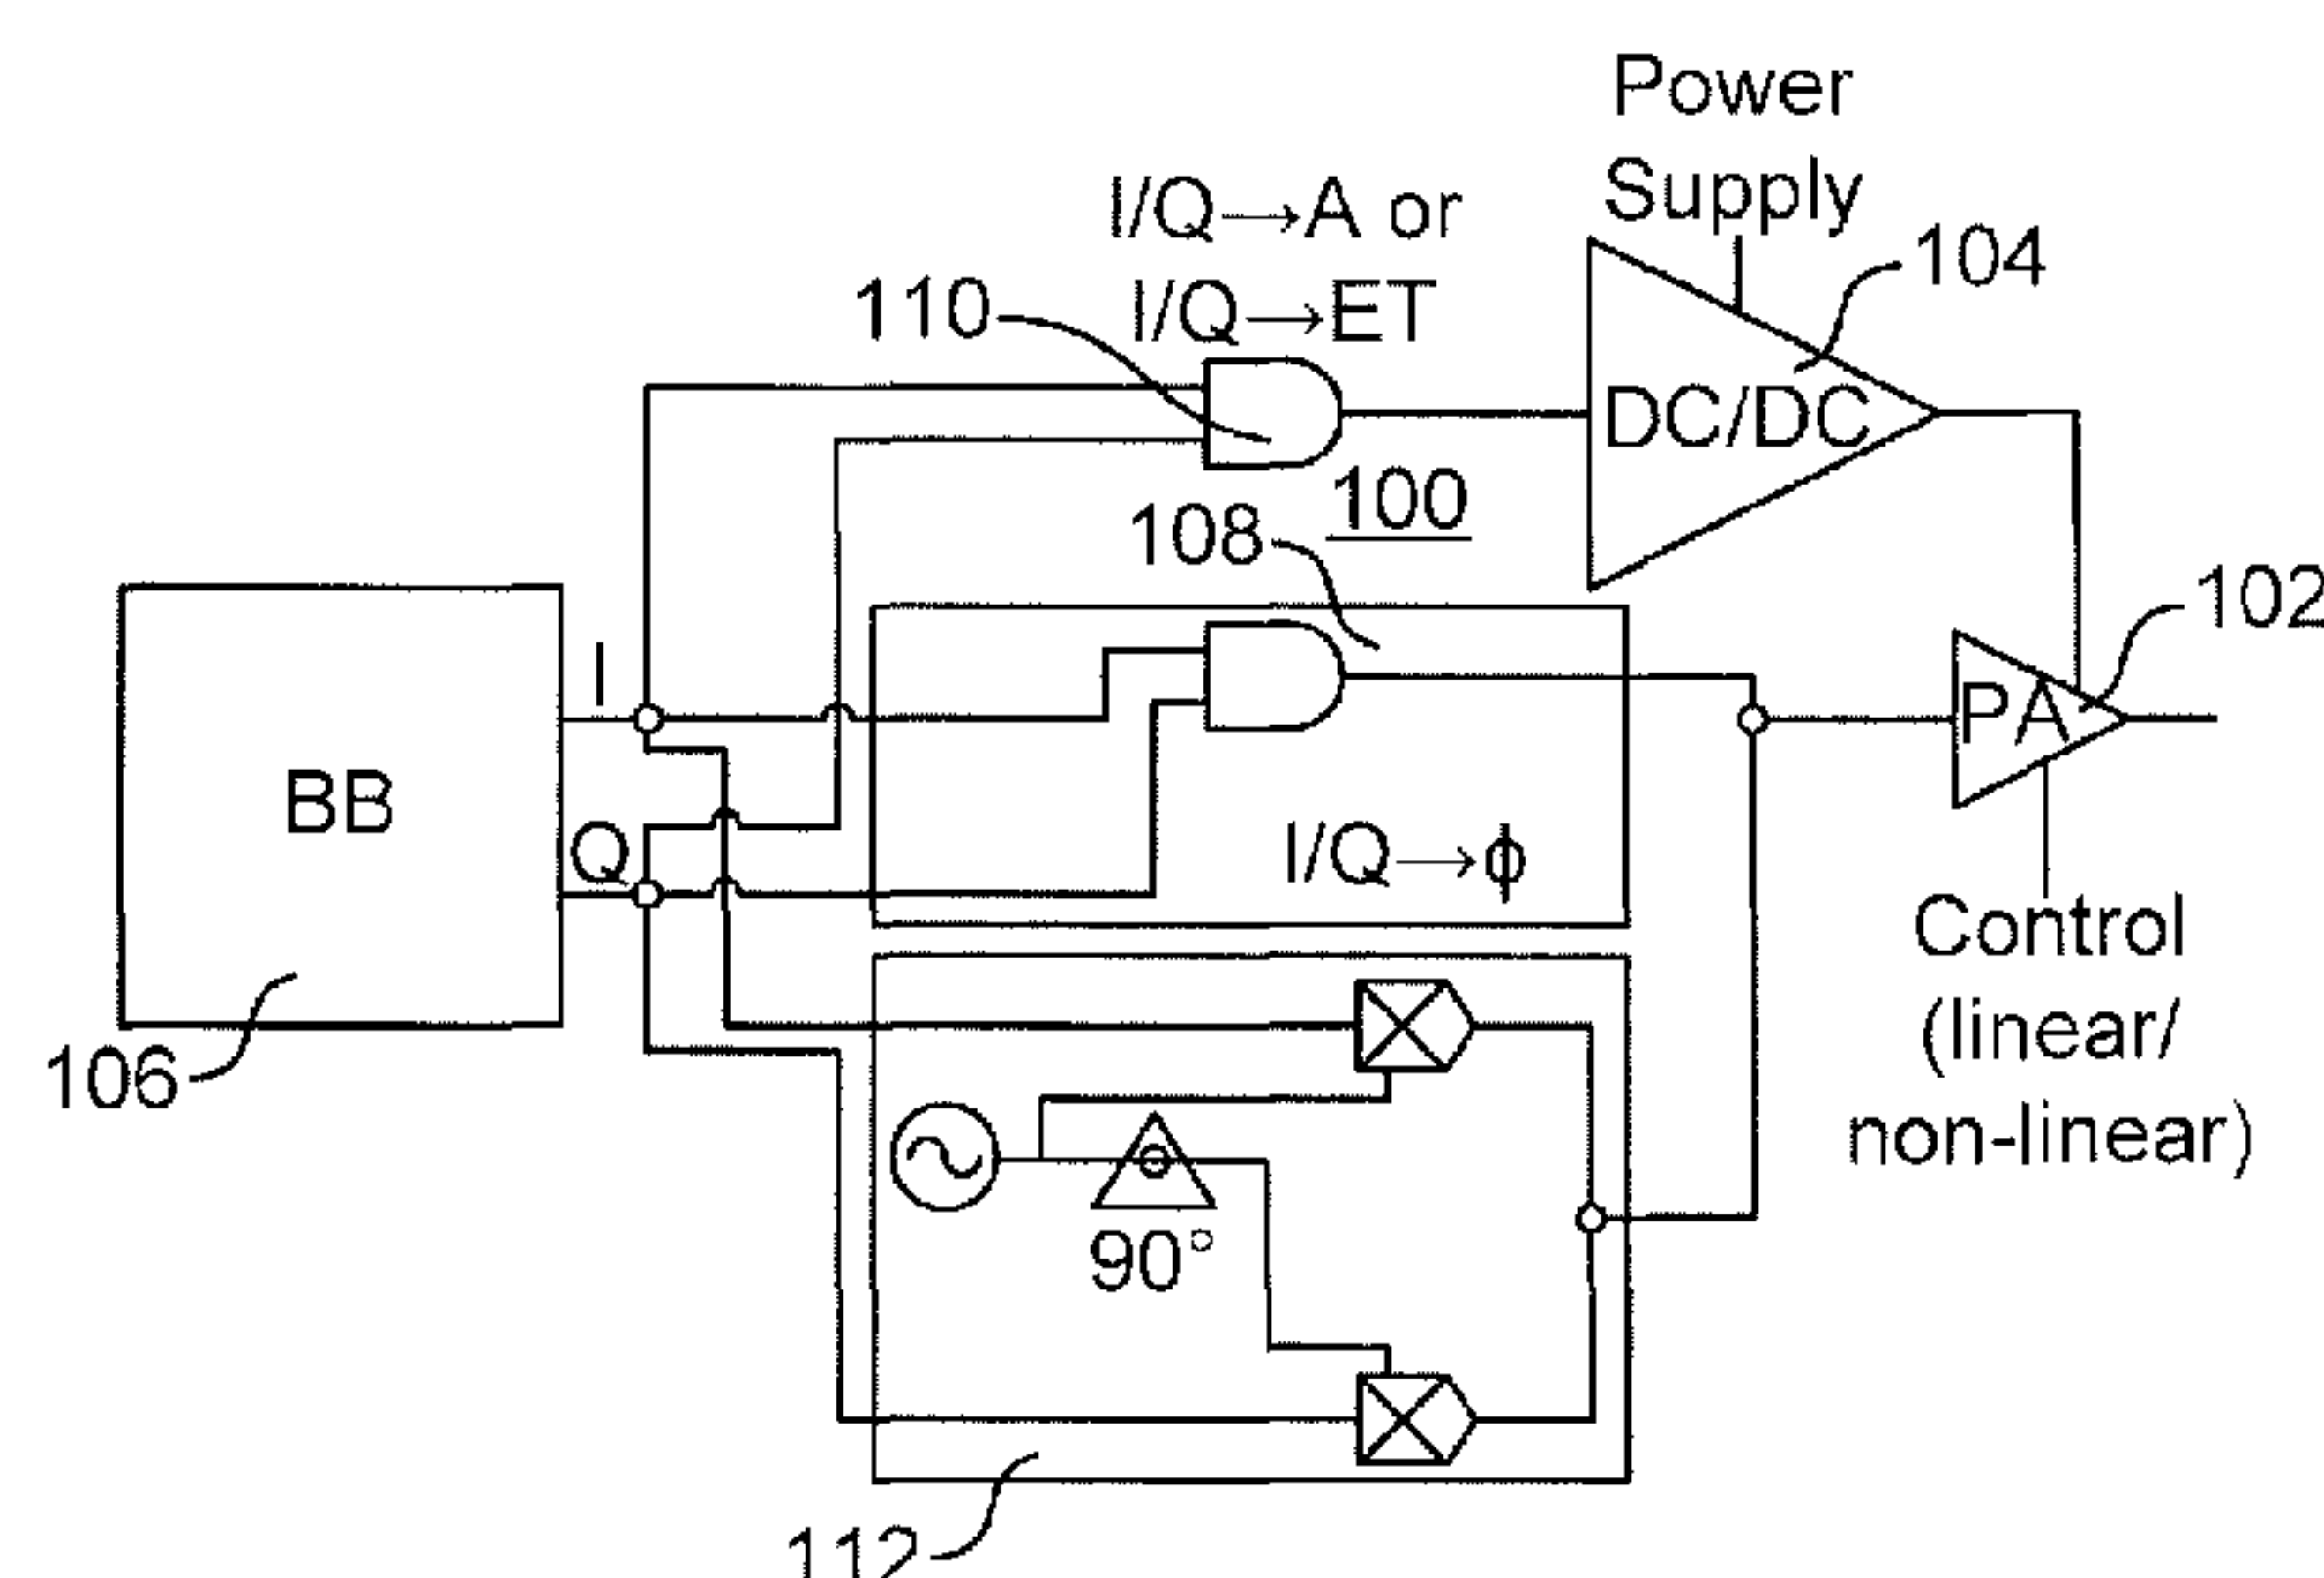 Power
Supply
I/Q→A or
I/Q→ET
104
110
DC/DC
100
108
102
I
PA
BB
Q
I/Q→ϕ
Control
(linear/
non-linear)
106
90°
112